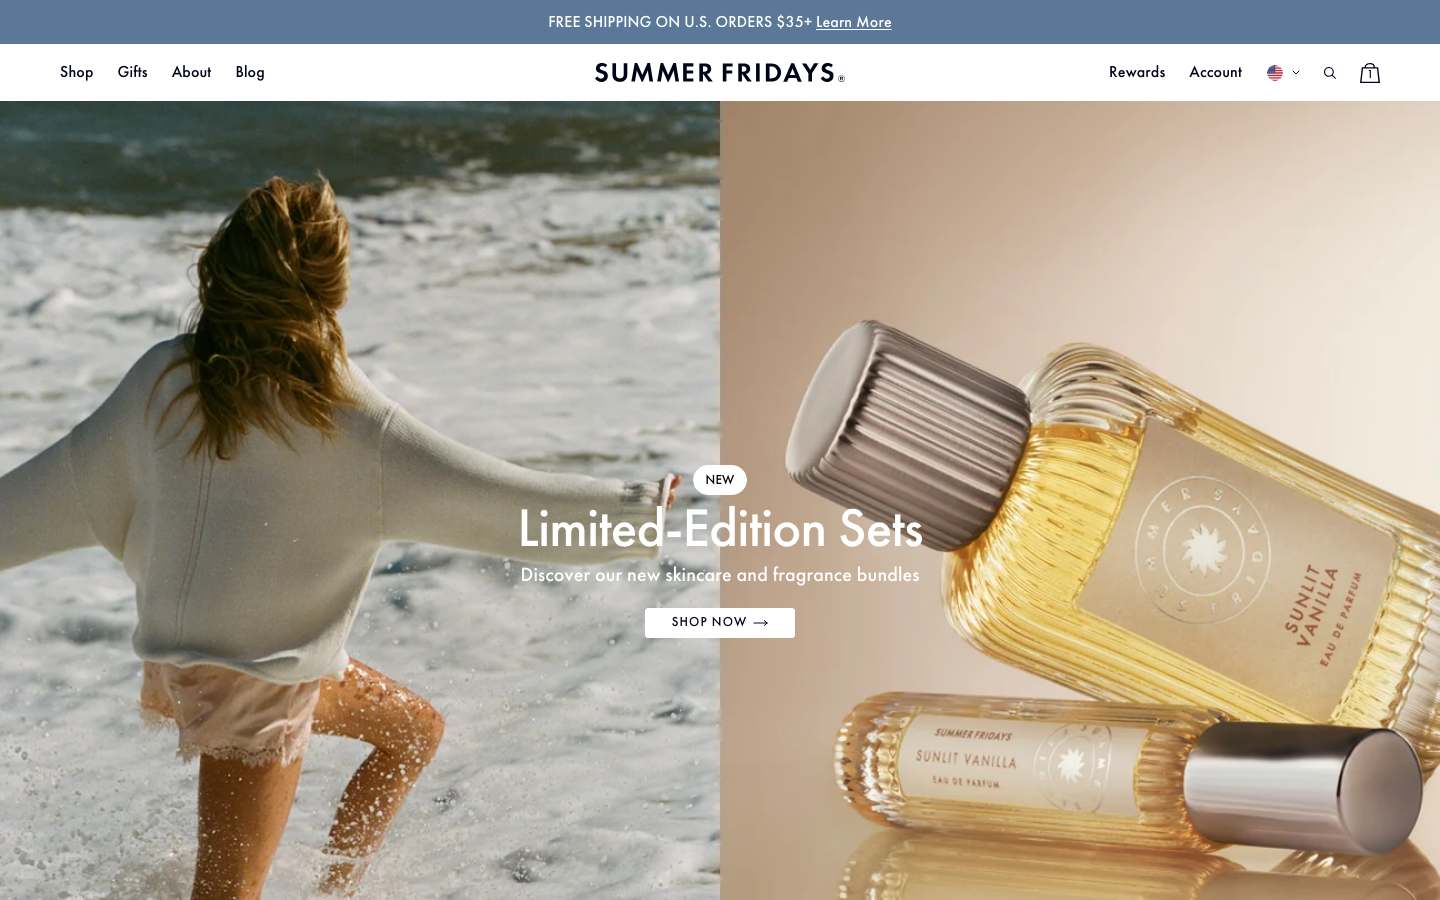 FREE SHIPPING ON U.S. ORDERS $35+ Learn More
Shop Gifts About Blog
SUMMER FRIDAYS®
Rewards Account
1
NEW
Limited-Edition Sets
Discover our new skincare and fragrance bundles
SHOP NOW →
SUMMER FRIDAYS
SUNLIT
VANILLA
EAU DE PARFUM
SUMMER FRIDAYS
SUNLIT VANILLA
EAU DE PARFUM